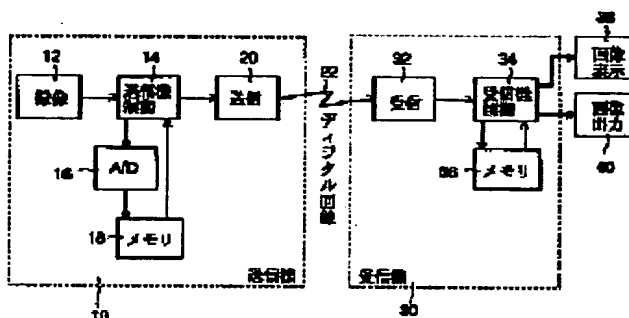 12
14
20
32
34
38
撮像
送信機
制御
送信
ディジタル回線
受信
受信機
制御
画像
表示
画像
出力
40
16
A/D
36
メモリ
18
メモリ
送信機
受信機
10
30